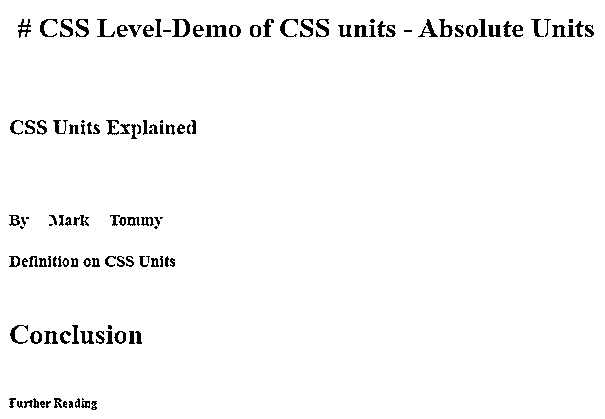 # CSS Level-Demo of CSS units - Absolute Units
CSS Units Explained
By Mark Tommy
Definition on CSS Units
Conclusion
Further Reading